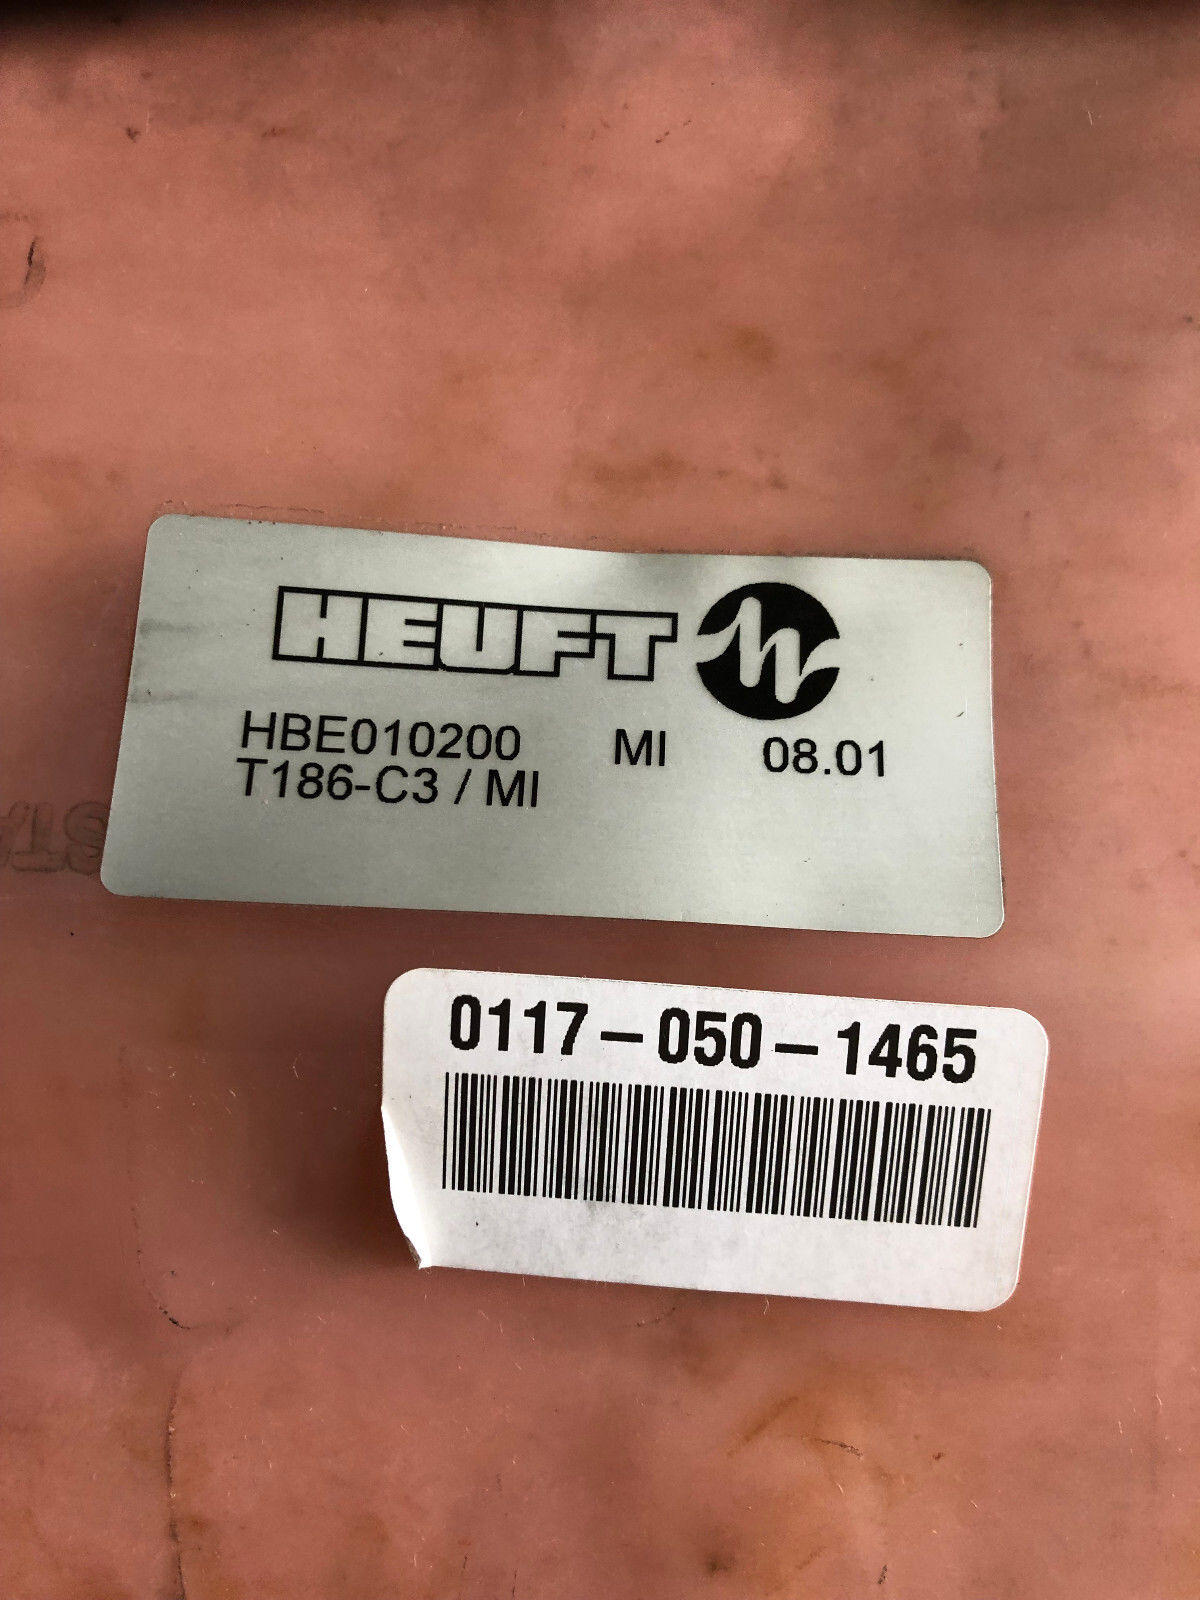 HEUFT
HBE010200 MI 08.01
T186-C3 / MI
0117-050-1465